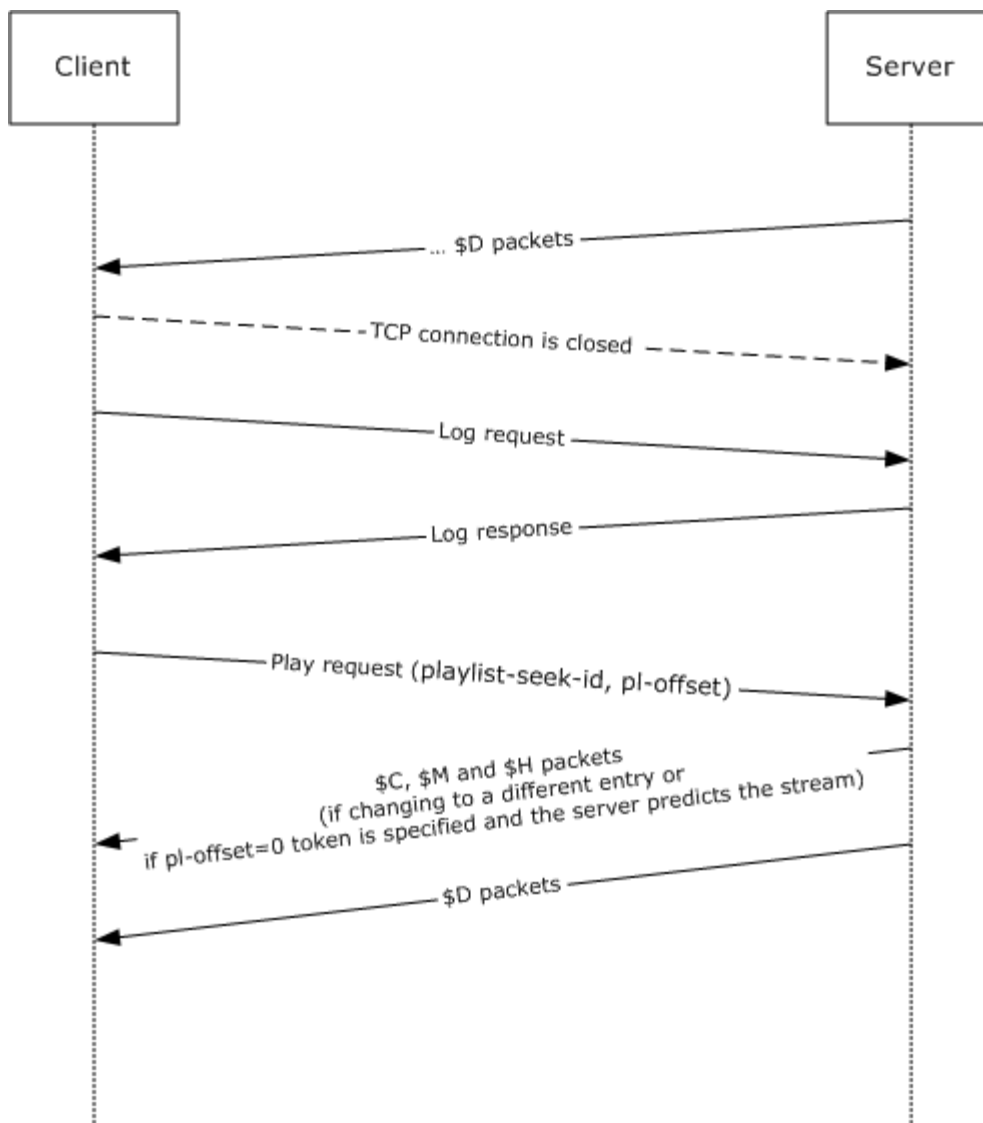 Client
Server
... $D packets
TCP connection is closed
Log request
Log response
Play request (playlist-seek-id, pl-offset)
$C, $M and $H packets
(if changing to a different entry or
if pl-offset=0 token is specified and the server predicts the stream)
$D packets